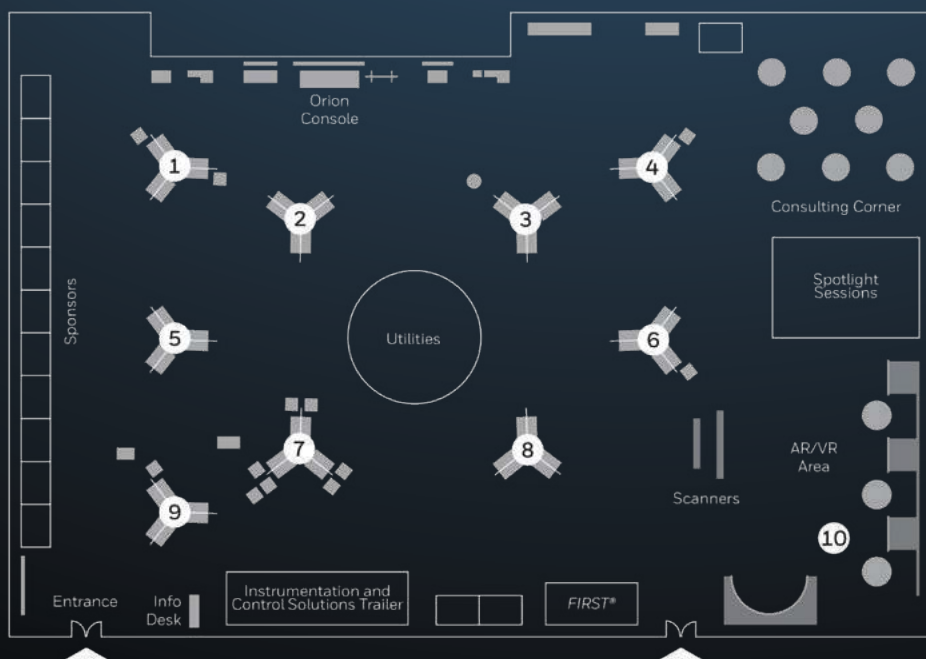 Orion
Console
1
2
3
4
Consulting Corner
Sponsors
Spotlight
Sessions
5
Utilities
6
7
8
AR/VR
Area
Scanners
9
10
Entrance
Info
Desk
Instrumentation and
Control Solutions Trailer
FIRST®